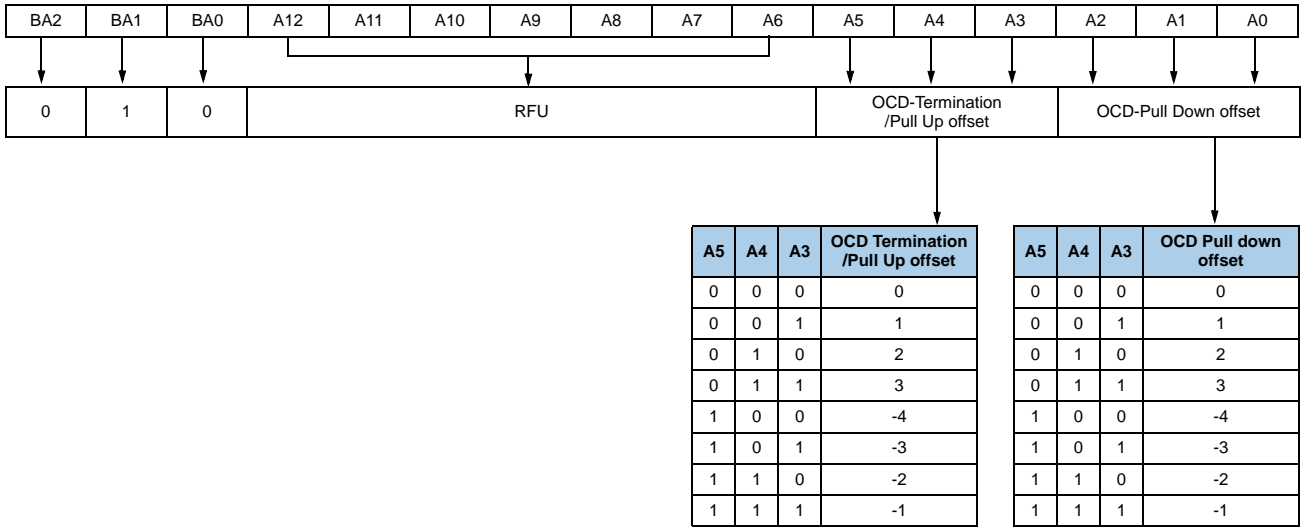 BA2 BA1 BA0 A12 A11 A10 A9 A8 A7 A6 A5 A4 A3 A2 A1 A0
0 1 0 RFU OCD-Termination
/Pull Up offset OCD-Pull Down offset
A5 A4 A3 OCD Termination
/Pull Up offset
0 0 0 0
0 0 1 1
0 1 0 2
0 1 1 3
1 0 0 -4
1 0 1 -3
1 1 0 -2
1 1 1 -1
A5 A4 A3 OCD Pull down
offset
0 0 0 0
0 0 1 1
0 1 0 2
0 1 1 3
1 0 0 -4
1 0 1 -3
1 1 0 -2
1 1 1 -1